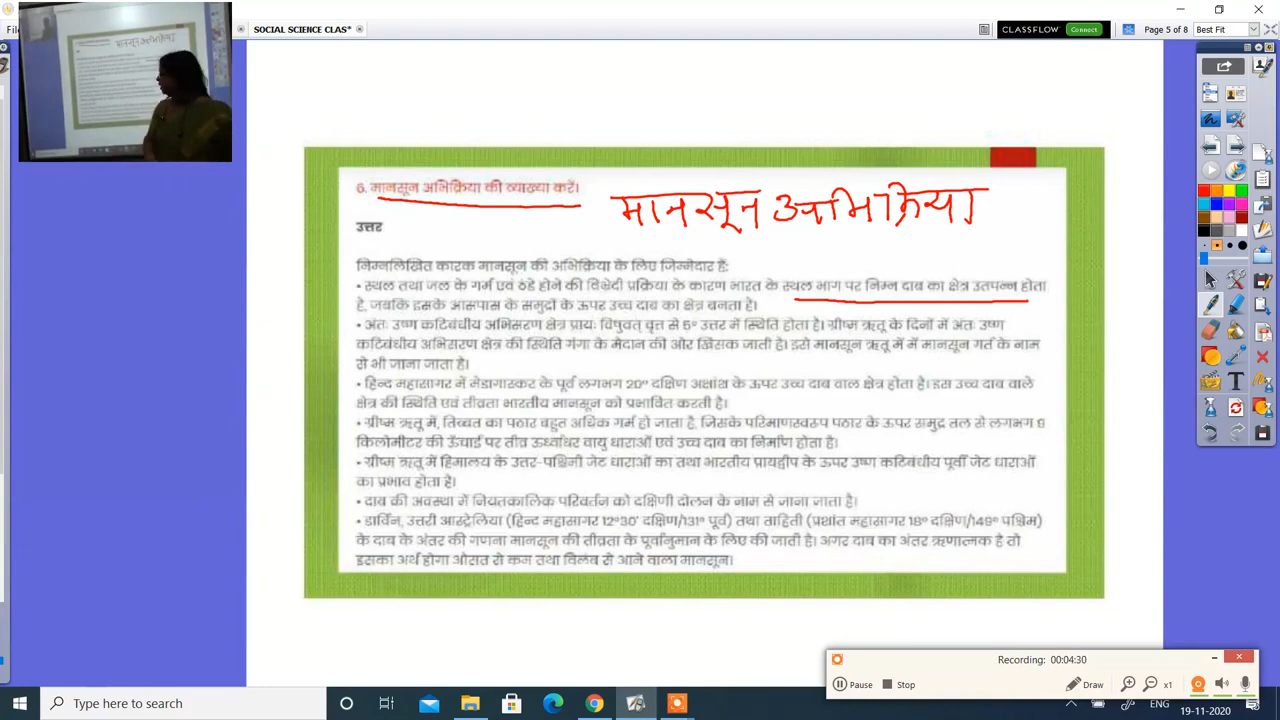 SOCIAL SCIENCE CLAS*
CLASSFLOW Connect
Page 5 of 8
Best Fit
6. मानसून अभिक्रिया की व्याख्या करें।
मानसून अभिक्रिया
उत्तर
निम्नलिखित कारक मानसून की अभिक्रिया के लिए जिम्मेदार हैं:
• स्थल तथा जल के गर्म एवं ठंडे होने की विभ्रेदी प्रक्रिया के कारण भारत के स्थल भाग पर निम्न दाब का क्षेत्र उतपन्न होता
है, जबकि इसके आसपास के समुद्रों के ऊपर उच्च दाब का क्षेत्र बनता है।
• अंतः उष्ण कटिबंधीय अभिसरण क्षेत्र प्रायः विषुवत् वृत्त से 5° उत्तर में स्थिति होता है। ग्रीष्म ऋतू के दिनों में अंतः उष्ण
कटिबंधीय अभिसरण क्षेत्र की स्थिति गंगा के मैदान की ओर खिसक जाती है। इसे मानसून ऋतू में में मानसून गर्त के नाम
से भी जाना जाता है।
• हिन्द महासागर में मेडागास्कर के पूर्व लगभग 20° दक्षिण अक्षांश के ऊपर उच्च दाब वाल क्षेत्र होता है। इस उच्च दाब वाले
क्षेत्र की स्थिति एवं तीव्रता भारतीय मानसून को प्रभावित करती है।
• ग्रीष्म ऋतू में, तिब्बत का पठार बहुत अधिक गर्म हो जाता है, जिसके परिमाणस्वरुप पठार के ऊपर समुद्र तल से लगभग 9
किलोमीटर की ऊँचाई पर तीव्र ऊर्ध्वाधर वायु धाराओं एवं उच्च दाब का निर्माण होता है।
• ग्रीष्म ऋतू में हिमालय के उत्तर-पश्चिमी जेट धाराओं का तथा भारतीय प्रायद्वीप के ऊपर उष्ण कटिबंधीय पूर्वी जेट धाराओं
का प्रभाव होता है।
• दाब की अवस्था में नियतकालिक परिवर्तन को दक्षिणी दोलन के नाम से जाना जाता है।
• डार्विन, उत्तरी आस्ट्रेलिया (हिन्द महासागर 12°30' दक्षिण/131° पूर्व) तथा ताहिती (प्रशांत महासागर 18° दक्षिण/149° पश्चिम)
के दाब के अंतर की गणना मानसून की तीव्रता के पूर्वानुमान के लिए की जाती है। अगर दाब का अंतर ऋणात्मक है तो
इसका अर्थ होगा औसत से कम तथा विलंब से आने वाला मानसून।
Recording: 00:04:30
Pause Stop Draw x1
Type here to search
ENG 19-11-2020